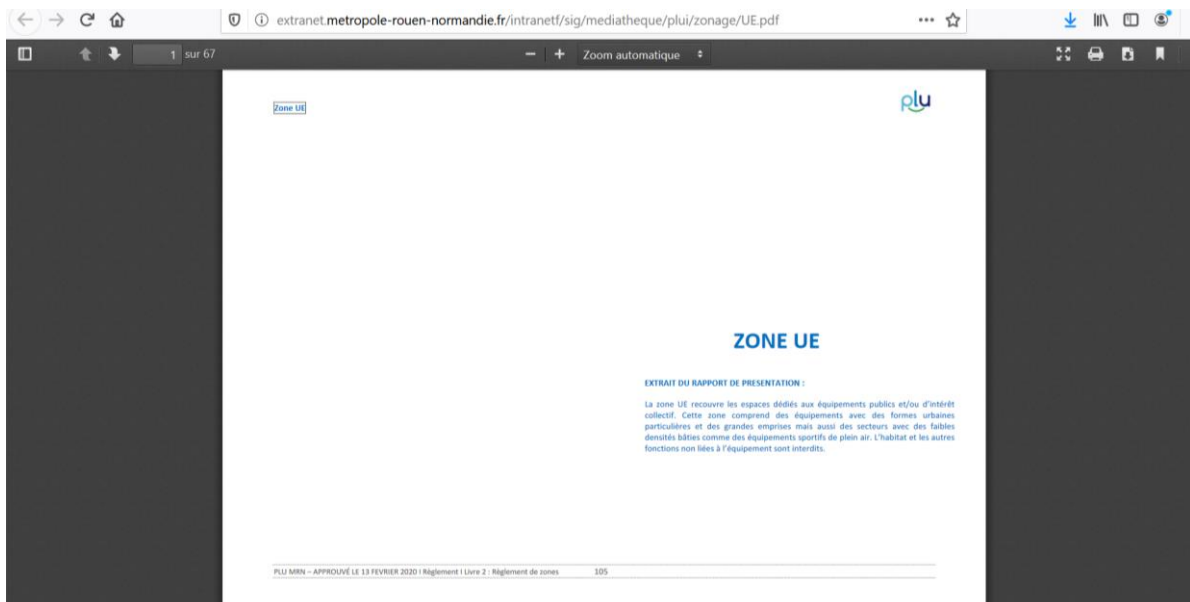 extranet.metropole-rouen-normandie.fr/intranetf/sig/mediatheque/plui/zonage/UE.pdf
1 sur 67
Zoom automatique
Zone UE
plu
ZONE UE
EXTRAIT DU RAPPORT DE PRESENTATION :
La zone UE recouvre les espaces dédiés aux équipements publics et/ou d'intérêt
collectif. Cette zone comprend des équipements avec des formes urbaines
particulières et des grandes emprises mais aussi des secteurs avec des faibles
densités bâties comme des équipements sportifs de plein air. L'habitat et les autres
fonctions non liées à l'équipement sont interdits.
PLU MRN – APPROUVÉ LE 13 FEVRIER 2020 I Règlement I Livre 2 : Règlement de zones 105